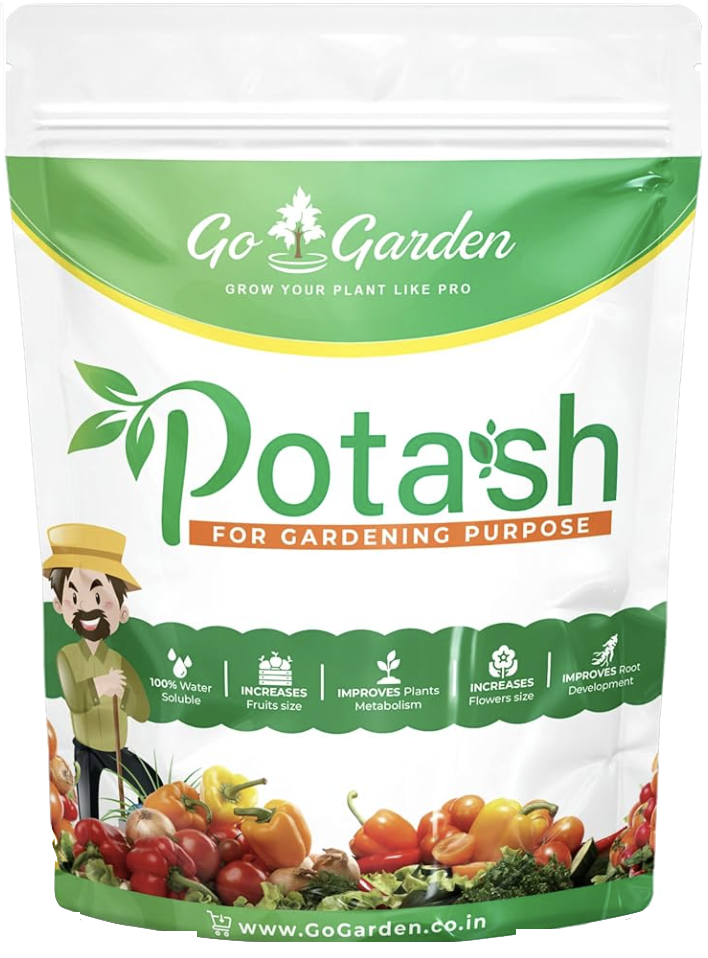 Go Garden
GROW YOUR PLANT LIKE PRO
Potash
FOR GARDENING PURPOSE
100% Water
Soluble
INCREASES
Fruits size
IMPROVES Plants
Metabolism
INCREASES
Flowers size
IMPROVES Root
Development
www.GoGarden.co.in